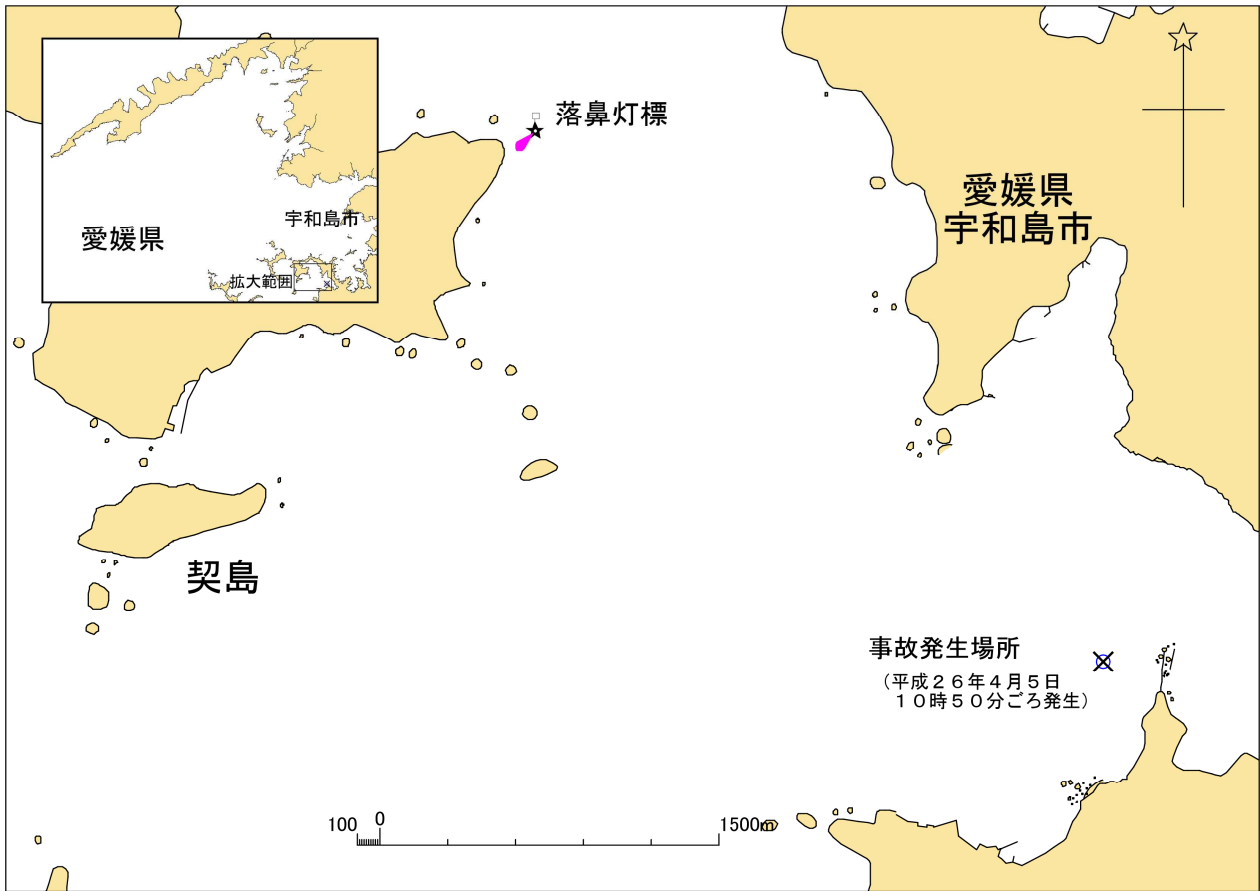 落鼻灯標
愛媛県
宇和島市
宇和島市
愛媛県
拡大範囲
契島
事故発生場所
（平成２６年４月５日
１０時５０分ごろ発生）
100 0 1500m